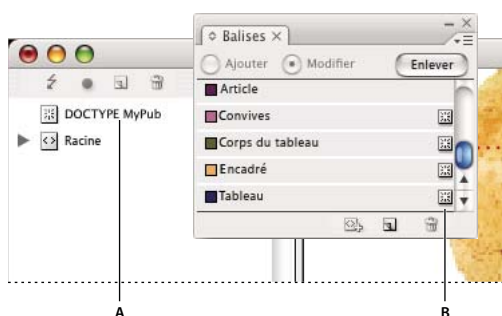 Balises
Ajouter
Modifier
Enlever
Article
DOCTYPE MyPub
Convives
Racine
Corps du tableau
Encadré
Tableau
A
B